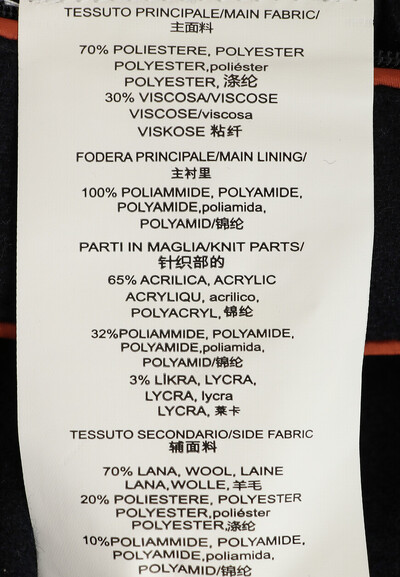 TESSUTO PRINCIPALE/MAIN FABRIC/
主面料
70% POLIESTERE, POLYESTER
POLYESTER,poliéster
POLYESTER, 涤纶
30% VISCOSA/VISCOSE
VISCOSE/viscosa
VISKOSE 粘纤
FODERA PRINCIPALE/MAIN LINING/
主衬里
100% POLIAMMIDE, POLYAMIDE,
POLYAMIDE,poliamida,
POLYAMID/锦纶
PARTI IN MAGLIA/KNIT PARTS/
针织部的
65% ACRILICA, ACRYLIC
ACRYLIQU, acrilico,
POLYACRYL, 锦纶
32%POLIAMMIDE, POLYAMIDE,
POLYAMIDE,poliamida,
POLYAMID/锦纶
3% LİKRA, LYCRA,
LYCRA, lycra
LYCRA, 莱卡
TESSUTO SECONDARIO/SIDE FABRIC
辅面料
70% LANA, WOOL, LAINE
LANA,WOLLE, 羊毛
20% POLIESTERE, POLYESTER
POLYESTER,poliéster
POLYESTER,涤纶
10%POLIAMMIDE, POLYAMIDE,
POLYAMIDE,poliamida,
POLYAMID/锦纶